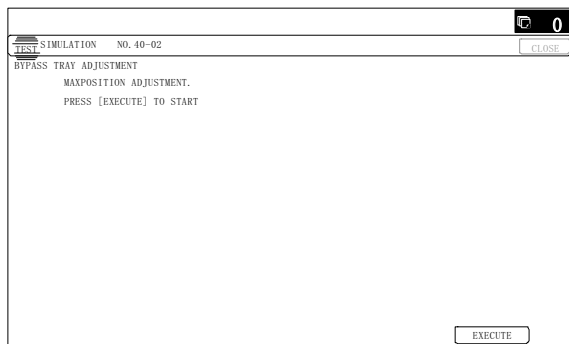 0
TEST SIMULATION NO. 40-02
CLOSE
BYPASS TRAY ADJUSTMENT
MAXPOSITION ADJUSTMENT.
PRESS [EXECUTE] TO START
EXECUTE